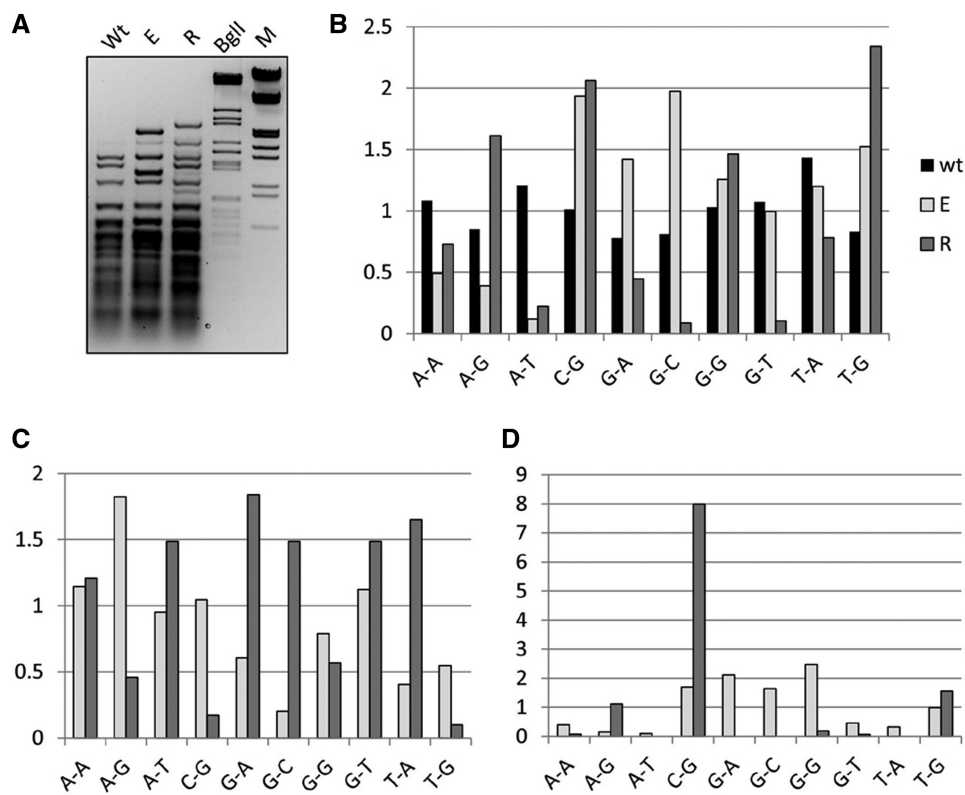 A
Wt E R BglI M
B
2.5
2
1.5
1
0.5
0
A-A A-G A-T C-G G-A G-C G-G G-T T-A T-G
wt
E
R
C
2
1.5
1
0.5
0
A-A A-G A-T C-G G-A G-C G-G G-T T-A T-G
D
9
8
7
6
5
4
3
2
1
0
A-A A-G A-T C-G G-A G-C G-G G-T T-A T-G